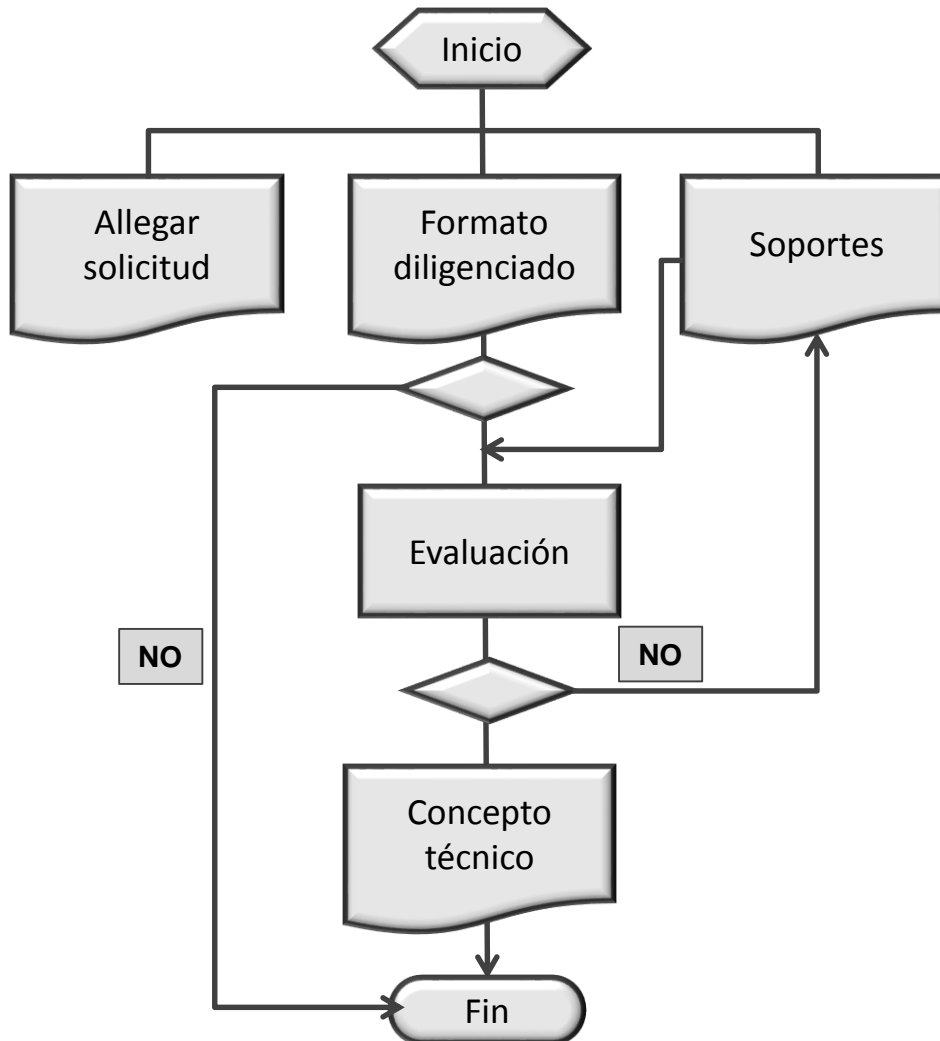 Inicio
Allegar
solicitud
Formato
diligenciado
Soportes
Evaluación
NO
NO
Concepto
técnico
Fin